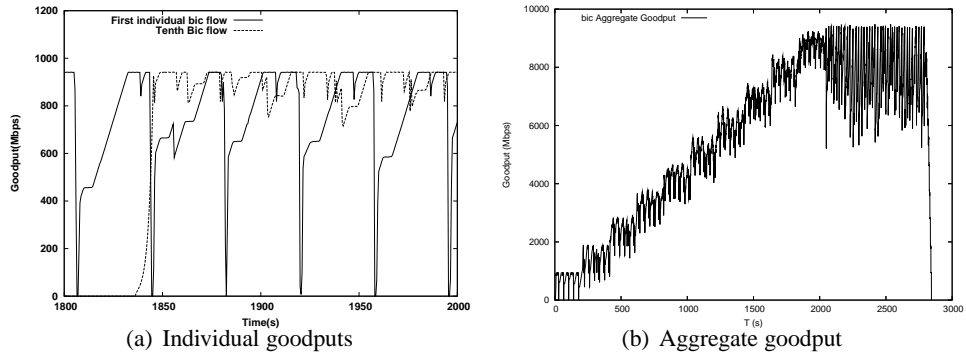 First individual bic flow
Tenth Bic flow
1200
1000
800
600
400
200
0
Goodput(Mbps)
1800
1850
1900
1950
2000
Time(s)
(a) Individual goodputs
bic Aggregate Goodput
10000
8000
6000
4000
2000
0
Goodput (Mbps)
0
500
1000
1500
2000
2500
3000
T (s)
(b) Aggregate goodput